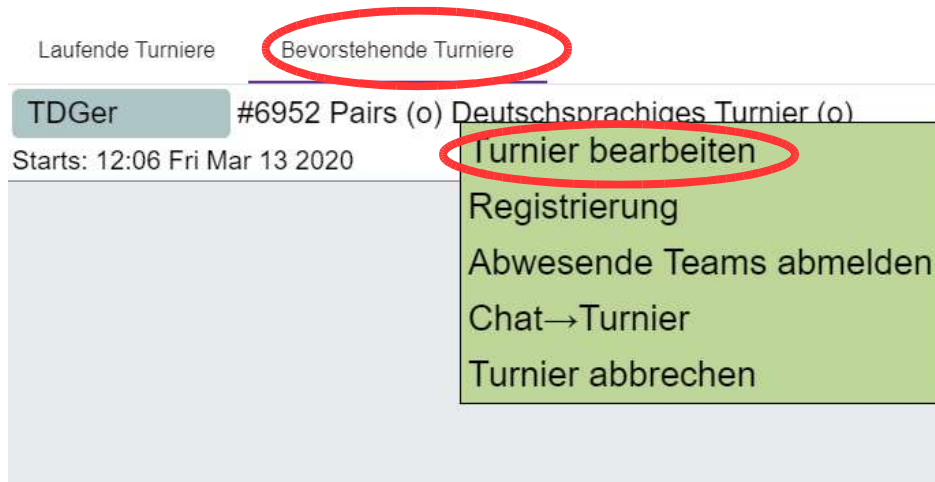 Laufende Turniere Bevorstehende Turniere
TDGer #6952 Pairs (o) Deutschsprachiges Turnier (o)
Starts: 12:06 Fri Mar 13 2020
Turnier bearbeiten
Registrierung
Abwesende Teams abmelden
Chat→Turnier
Turnier abbrechen